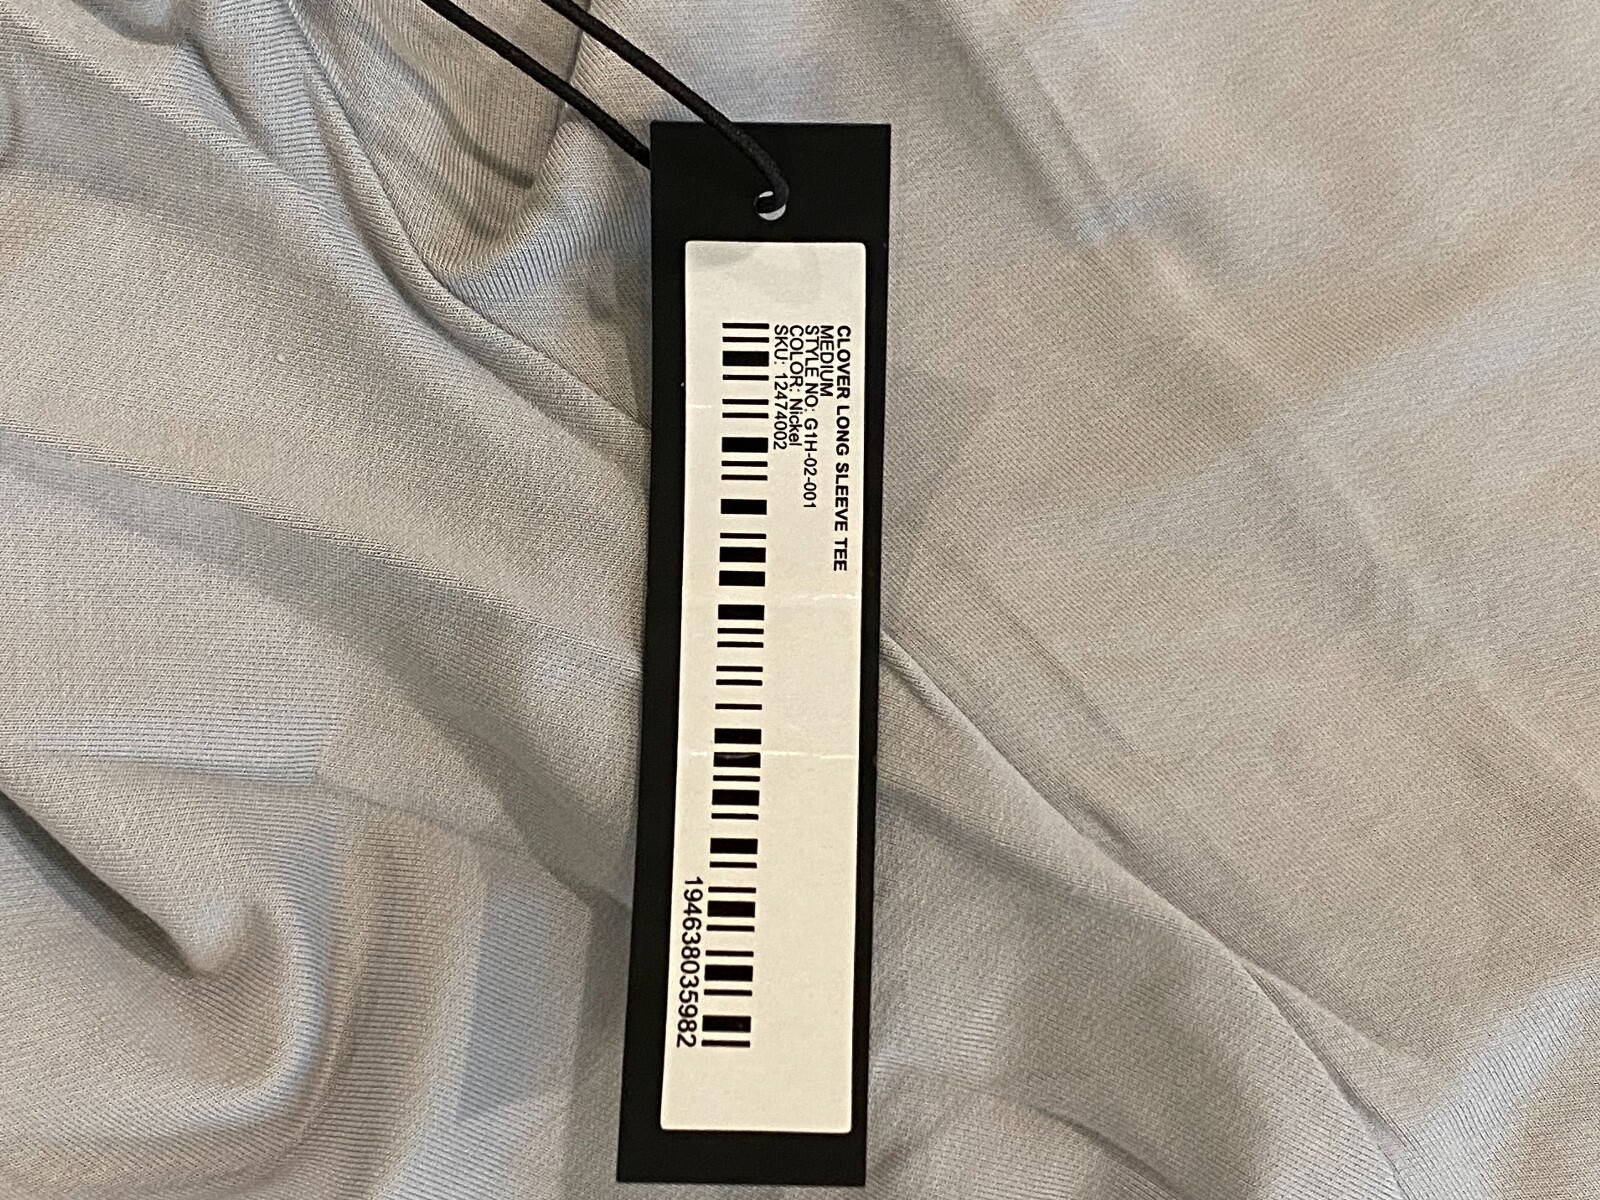 CLOVER LONG SLEEVE TEE
MEDIUM
STYLE NO: G1H-02-001
COLOR: Nickel
SKU: 12474002
194638035982